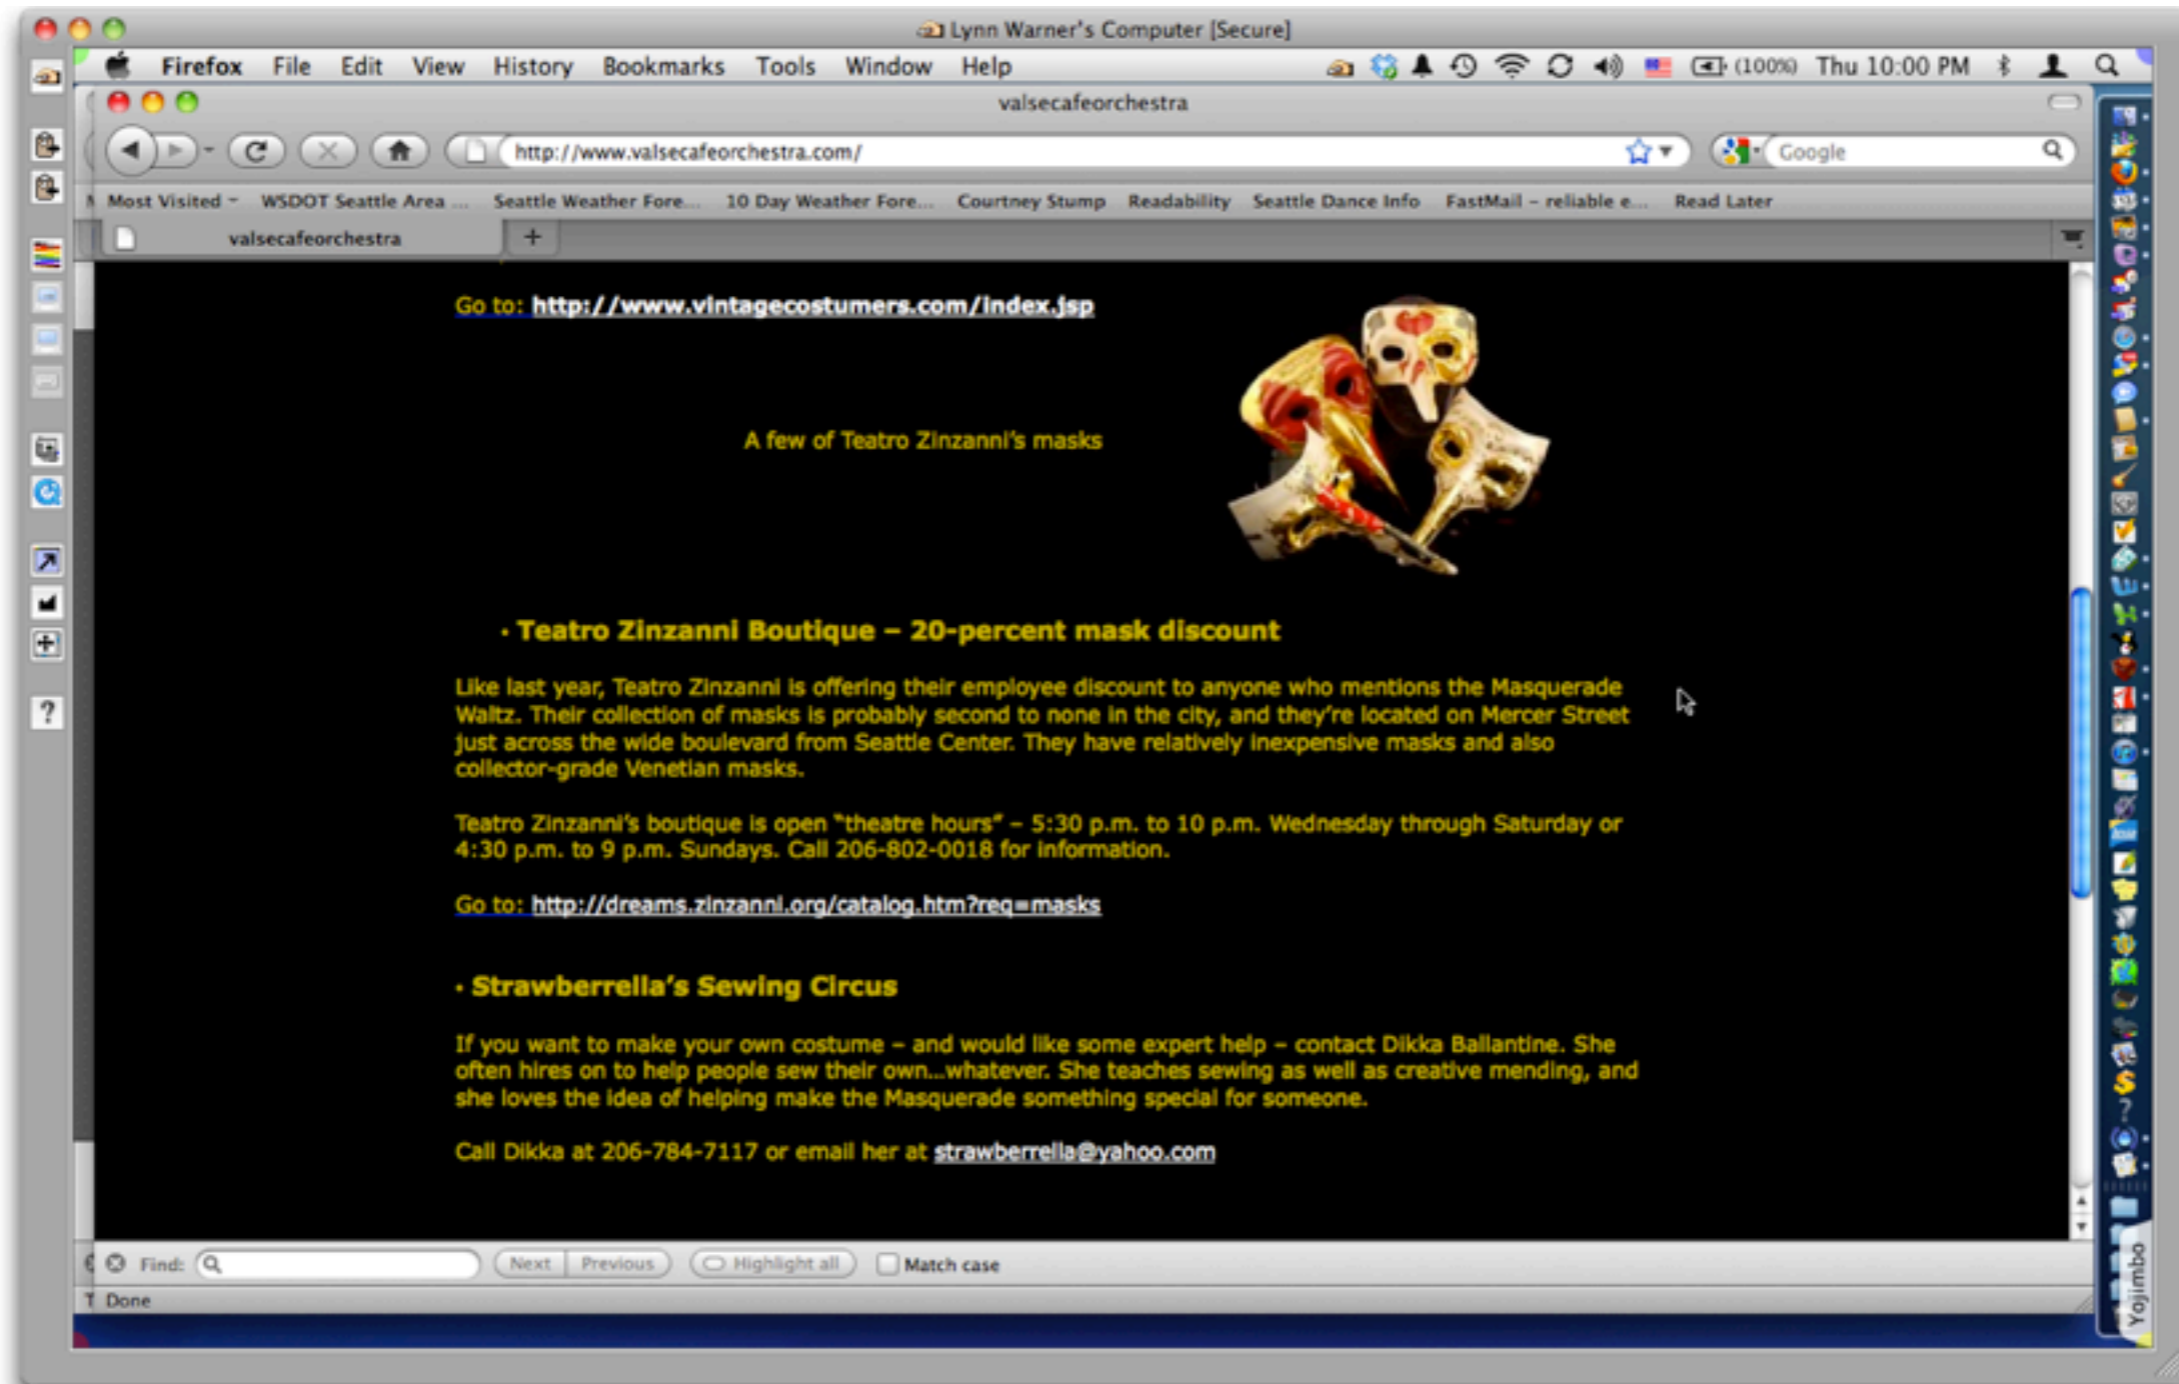 Lynn Warner's Computer [Secure]
Firefox File Edit View History Bookmarks Tools Window Help (100%) Thu 10:00 PM
valsecafeorchestra
http://www.valsecafeorchestra.com/ Google
Most Visited WSDOT Seattle Area ... Seattle Weather Fore... 10 Day Weather Fore... Courtney Stump Readability Seattle Dance Info FastMail – reliable e... Read Later
valsecafeorchestra +
Go to: http://www.vintagecostumers.com/index.jsp
A few of Teatro Zinzanni's masks
• Teatro Zinzanni Boutique – 20-percent mask discount
Like last year, Teatro Zinzanni is offering their employee discount to anyone who mentions the Masquerade
Waltz. Their collection of masks is probably second to none in the city, and they're located on Mercer Street
just across the wide boulevard from Seattle Center. They have relatively inexpensive masks and also
collector-grade Venetian masks.
Teatro Zinzanni's boutique is open "theatre hours" – 5:30 p.m. to 10 p.m. Wednesday through Saturday or
4:30 p.m. to 9 p.m. Sundays. Call 206-802-0018 for information.
Go to: http://dreams.zinzanni.org/catalog.htm?req=masks
• Strawberrella's Sewing Circus
If you want to make your own costume – and would like some expert help – contact Dikka Ballantine. She
often hires on to help people sew their own...whatever. She teaches sewing as well as creative mending, and
she loves the idea of helping make the Masquerade something special for someone.
Call Dikka at 206-784-7117 or email her at strawberrella@yahoo.com
Find: Next Previous Highlight all Match case
Done
Yojimbo